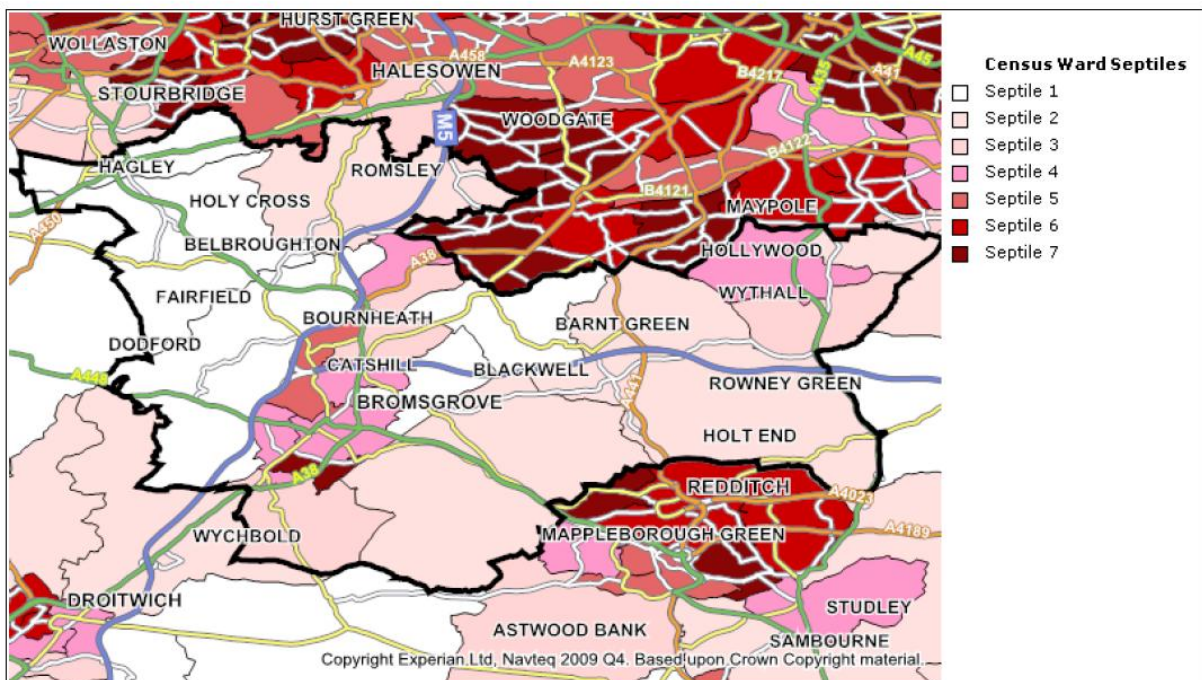 HURST GREEN
WOLLASTON
A458
A4123
A45
HALESOWEN
B4217
A435
A41
STOURBRIDGE
M5
WOODGATE
B4122
HAGLEY
ROMSLEY
B4121
HOLY CROSS
MAYPOLE
A450
BELBROUGHTON
A38
HOLLYWOOD
FAIRFIELD
WYTHALL
BOURNHEATH
BARNT GREEN
DODFORD
CATSHILL
BLACKWELL
A448
A441
ROWNEY GREEN
BROMSGROVE
HOLT END
A38
REDDITCH
A4023
WYCHBOLD
MAPPLEBOROUGH GREEN
A4189
DROITWICH
STUDLEY
ASTWOOD BANK
SAMBOURNE
Copyright Experian Ltd, Navteq 2009 Q4. Based upon Crown Copyright material.
Census Ward Septiles
Septile 1
Septile 2
Septile 3
Septile 4
Septile 5
Septile 6
Septile 7